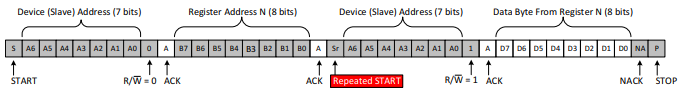 Device (Slave) Address (7 bits) Register Address N (8 bits) Device (Slave) Address (7 bits) Data Byte From Register N (8 bits)
S A6 A5 A4 A3 A2 A1 A0 0 A B7 B6 B5 B4 B3 B2 B1 B0 A Sr A6 A5 A4 A3 A2 A1 A0 1 A D7 D6 D5 D4 D3 D2 D1 D0 NA P
START R/W̅ = 0 ACK ACK Repeated START R/W̅ = 1 ACK NACK STOP